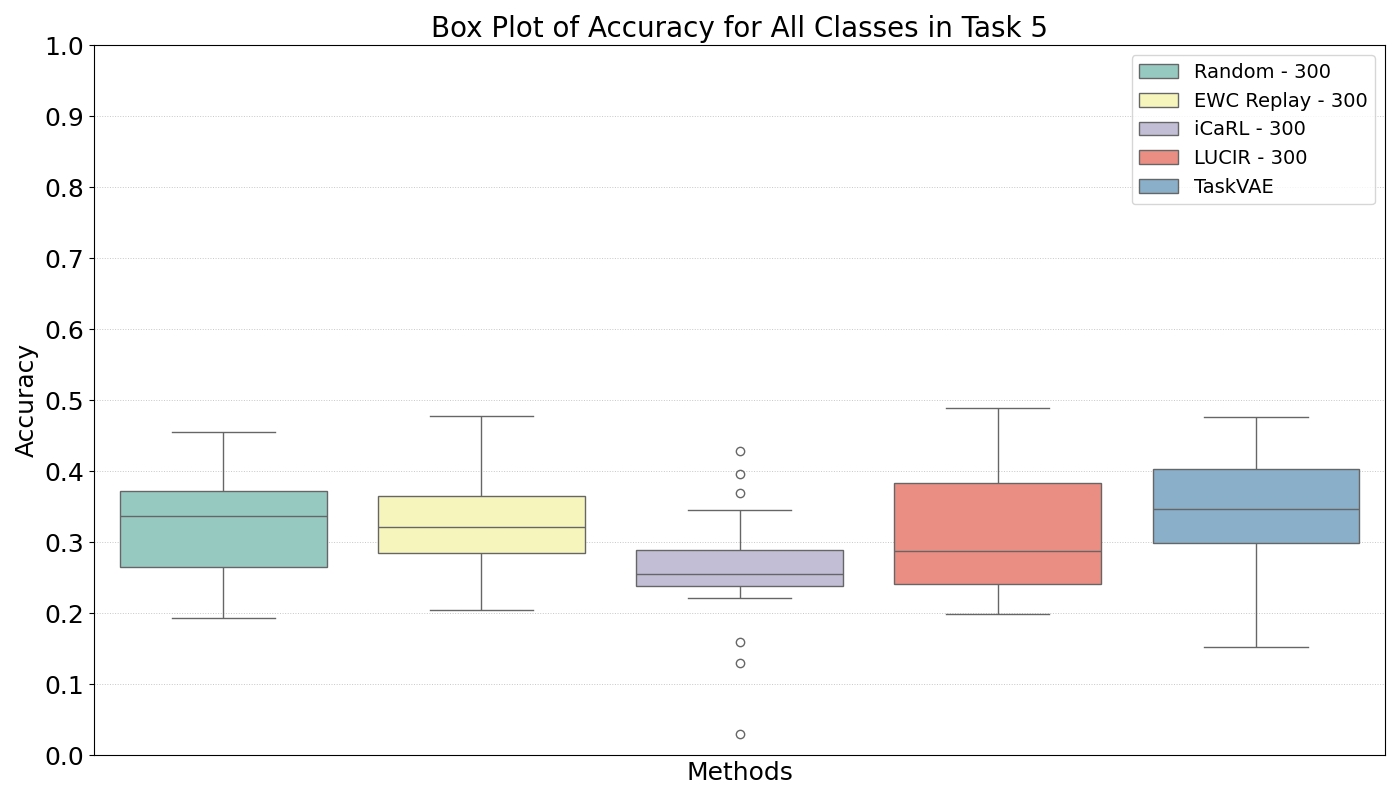 Box Plot of Accuracy for All Classes in Task 5
1.0
0.9
0.8
0.7
0.6
0.5
0.4
0.3
0.2
0.1
0.0
Accuracy
Methods
Random - 300
EWC Replay - 300
iCaRL - 300
LUCIR - 300
TaskVAE